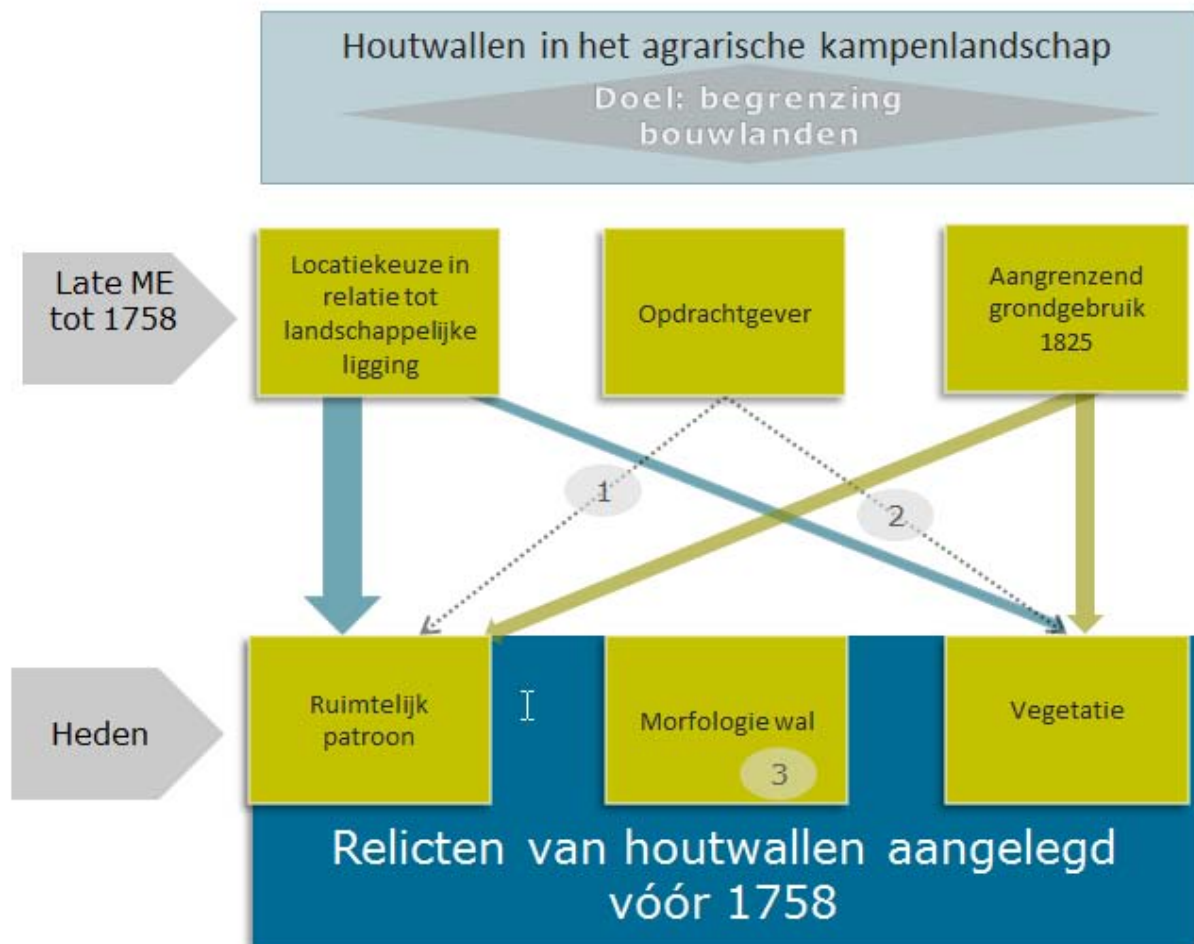 Houtwallen in het agrarische kampenlandschap
Doel: begrenzing
bouwlanden
Late ME
tot 1758
Locatiekeuze in
relatie tot
landschappelijke
ligging
Opdrachtgever
Aangrenzend
grondgebruik
1825
1
2
Heden
Ruimtelijk
patroon
Morfologie wal
3
Vegetatie
Relicten van houtwallen aangelegd
vóór 1758